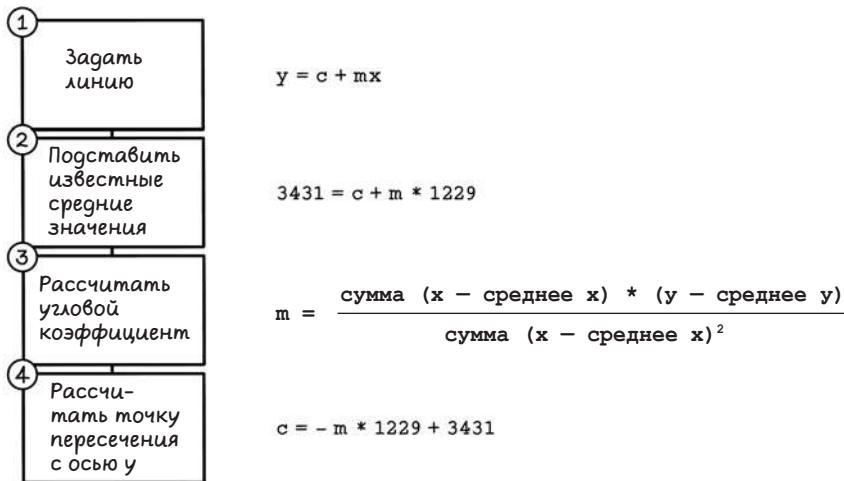 1
Задать
линию
y = c + mx
2
Подставить
известные
средние
значения
3431 = c + m * 1229
3
Рассчитать
угловой
коэффициент
m = сумма (x — среднее x) * (y — среднее y)
сумма (x — среднее x)²
4
Рассчи-
тать точку
пересечения
с осью y
c = - m * 1229 + 3431